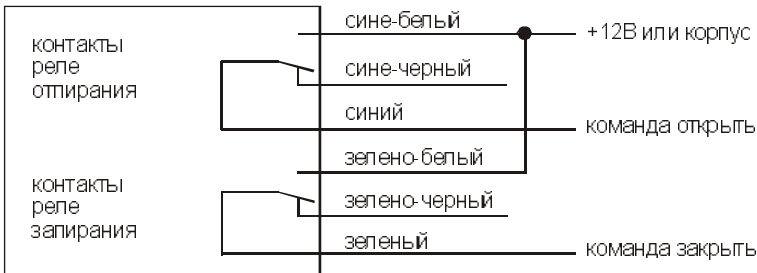 сине-белый
+12В или корпус
контакты
реле
отпирания
сине-черный
синий
команда открыть
зелено-белый
контакты
реле
запирания
зелено-черный
зеленый
команда закрыть